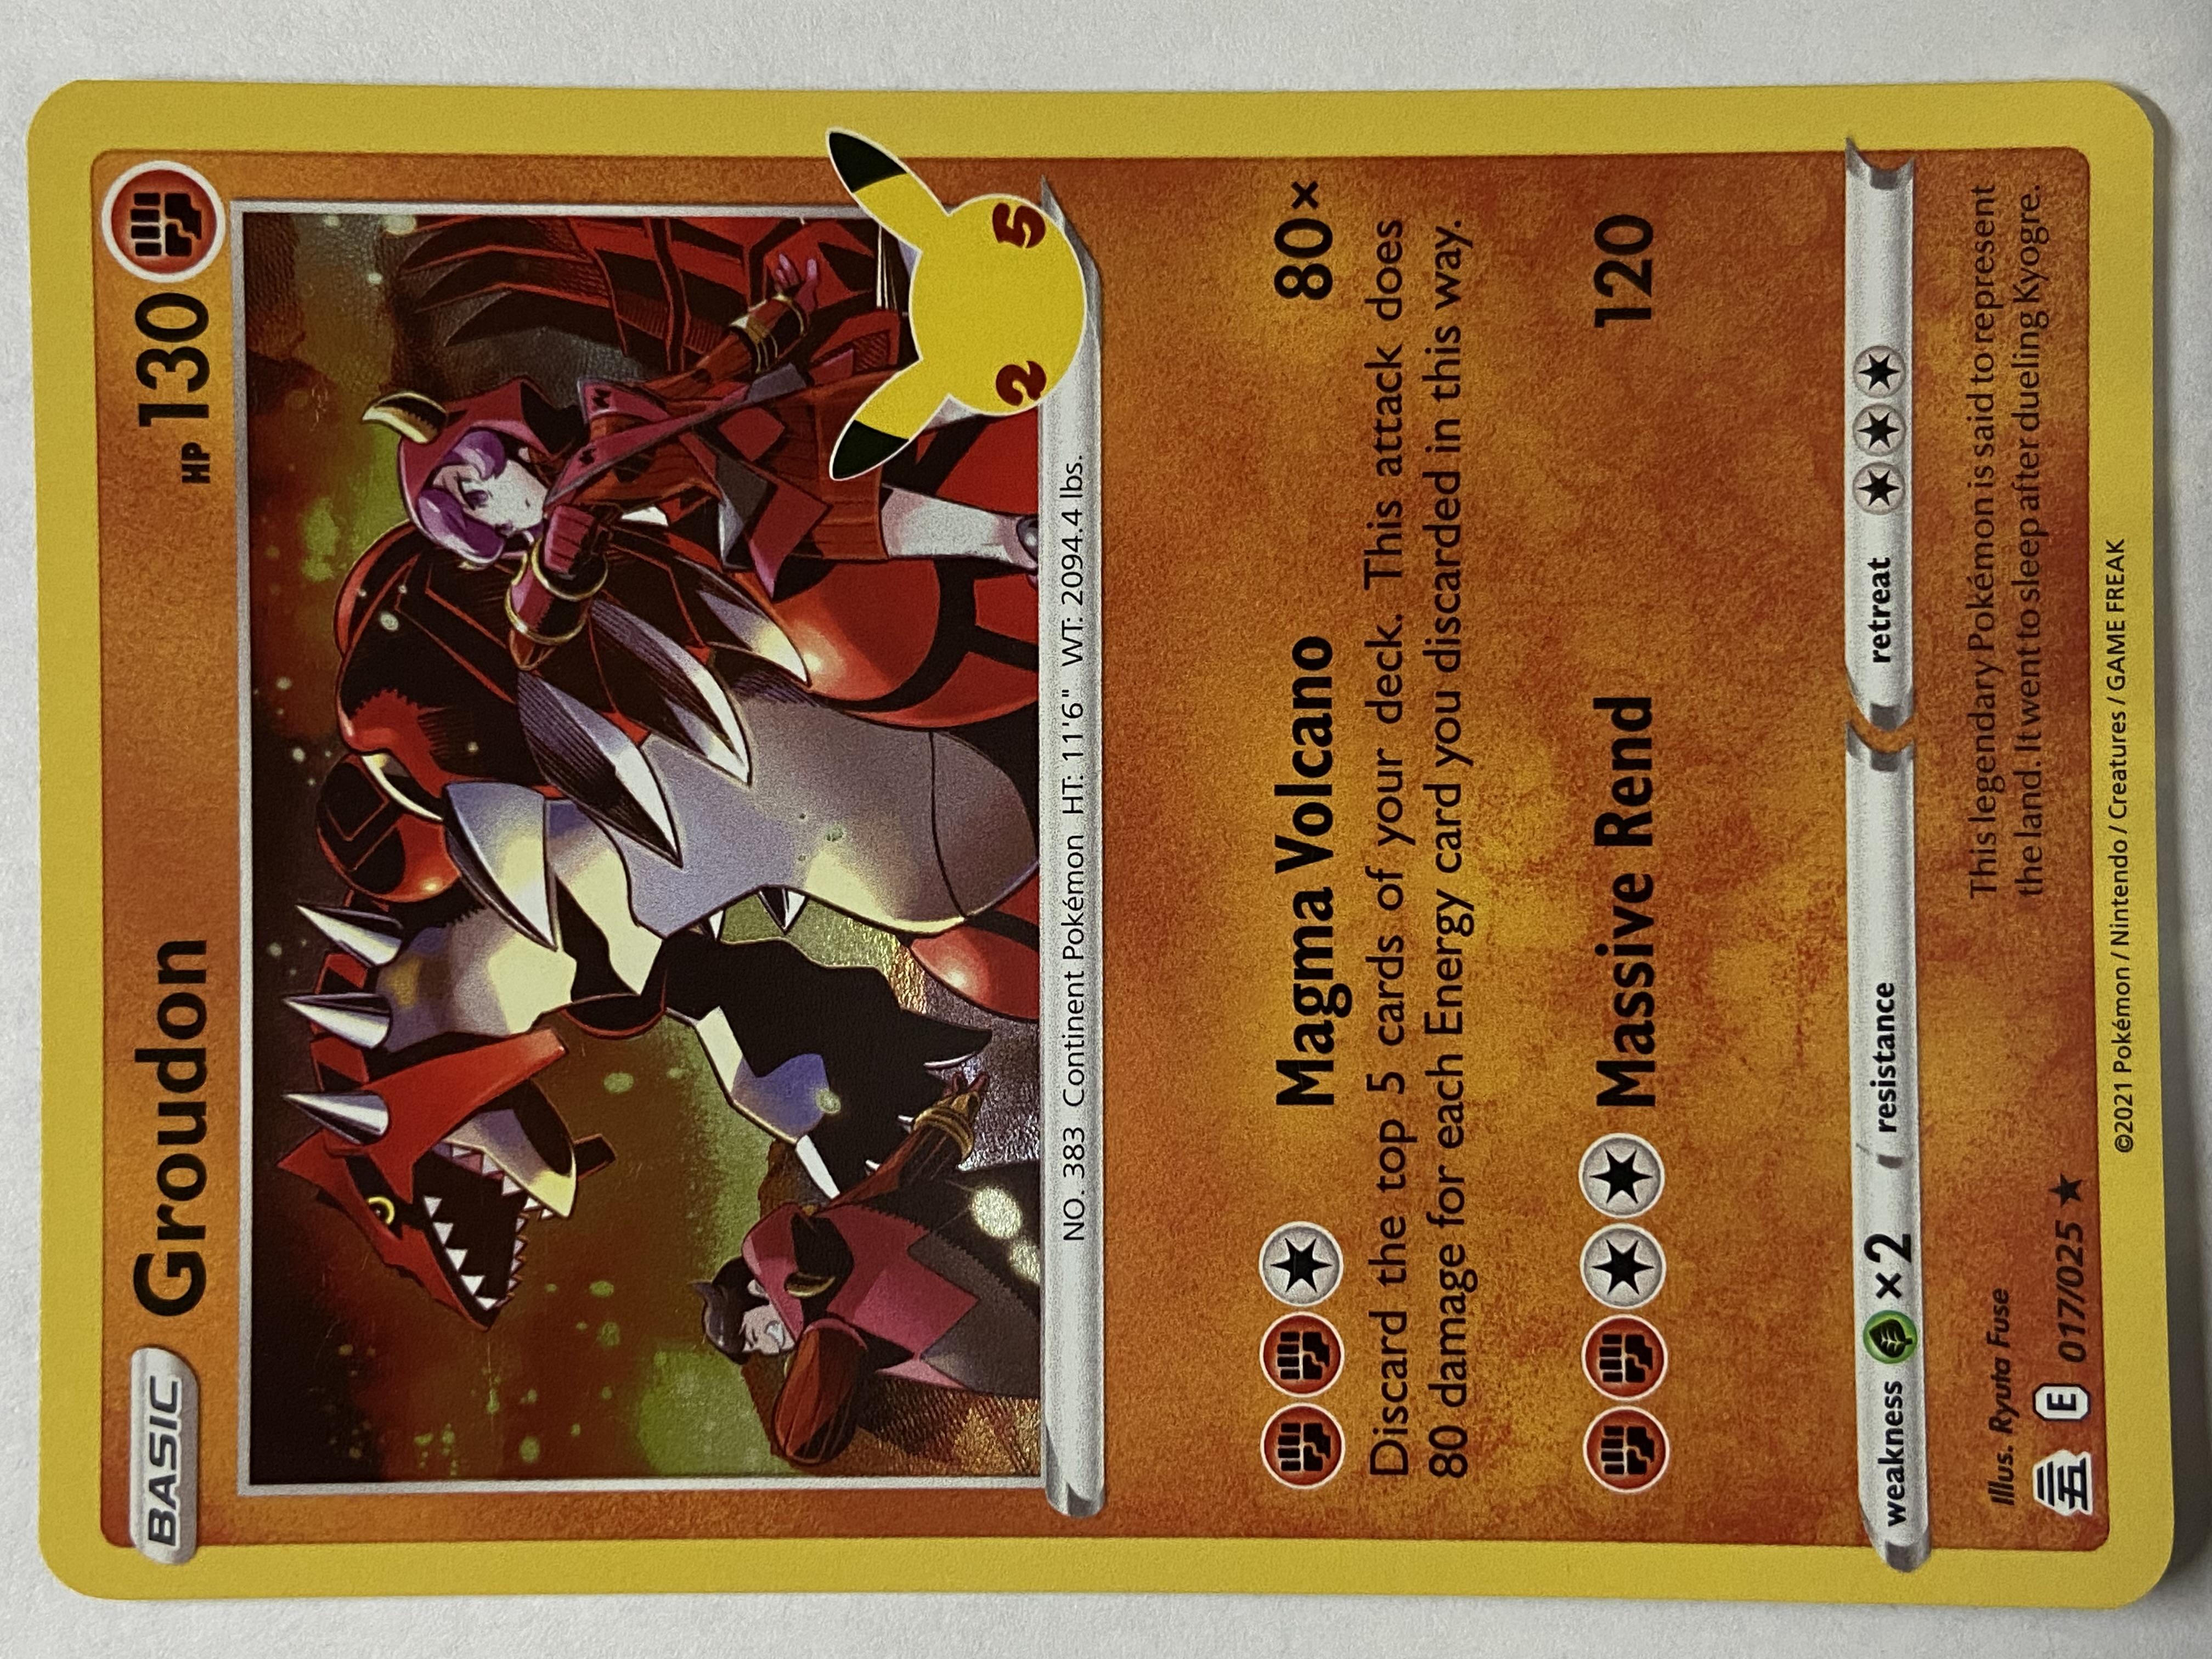 BASIC Groudon HP 130
25
NO. 383 Continent Pokémon HT: 11'6" WT: 2094.4 lbs.
Magma Volcano 80×
Discard the top 5 cards of your deck. This attack does
80 damage for each Energy card you discarded in this way.
Massive Rend 120
weakness ×2 resistance retreat
Illus. Ryuta Fuse
This legendary Pokémon is said to represent
the land. It went to sleep after dueling Kyogre.
E 017/025 ★
©2021 Pokémon / Nintendo / Creatures / GAME FREAK